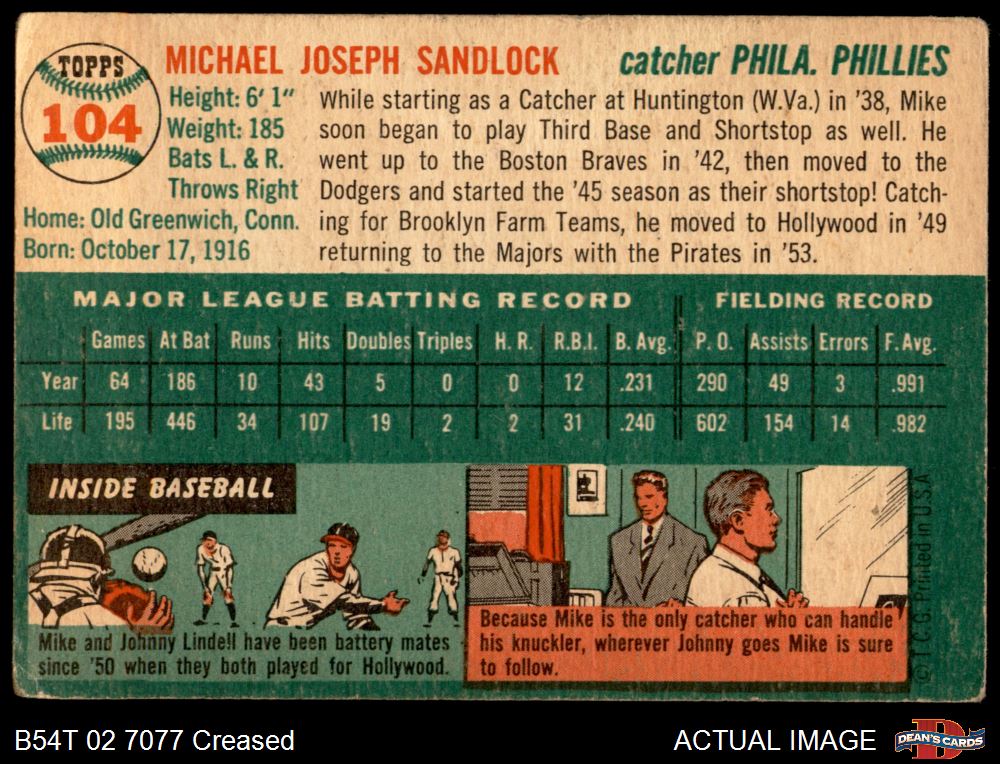 TOPPS
104
MICHAEL JOSEPH SANDLOCK
catcher PHILA. PHILLIES
Height: 6' 1"
Weight: 185
Bats L. & R.
Throws Right
Home: Old Greenwich, Conn.
Born: October 17, 1916
While starting as a Catcher at Huntington (W.Va.) in '38, Mike
soon began to play Third Base and Shortstop as well. He
went up to the Boston Braves in '42, then moved to the
Dodgers and started the '45 season as their shortstop! Catch-
ing for Brooklyn Farm Teams, he moved to Hollywood in '49
returning to the Majors with the Pirates in '53.
MAJOR LEAGUE BATTING RECORD FIELDING RECORD
Games At Bat Runs Hits Doubles Triples H. R. R.B.I. B. Avg. P. O. Assists Errors F. Avg.
Year 64 186 10 43 5 0 0 12 .231 290 49 3 .991
Life 195 446 34 107 19 2 2 31 .240 602 154 14 .982
INSIDE BASEBALL
Mike and Johnny Lindell have been battery mates
since '50 when they both played for Hollywood.
Because Mike is the only catcher who can handle
his knuckler, wherever Johnny goes Mike is sure
to follow.
© T. C. G. Printed in U.S.A
B54T 02 7077 Creased
ACTUAL IMAGE
DEAN'S CARDS